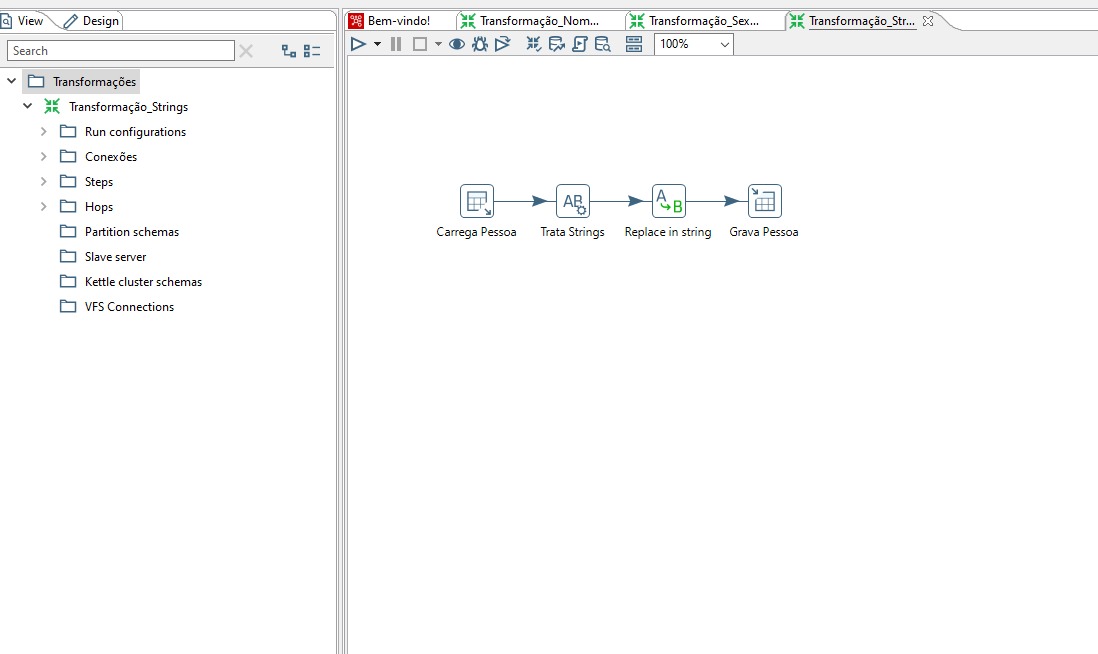 View
Design
Bem-vindo!
Transformação_Nom...
Transformação_Sex...
Transformação_Str...
Search
100%
Transformações
Transformação_Strings
Run configurations
Conexões
Steps
Hops
Partition schemas
Slave server
Kettle cluster schemas
VFS Connections
AB
A
B
Carrega Pessoa
Trata Strings
Replace in string
Grava Pessoa